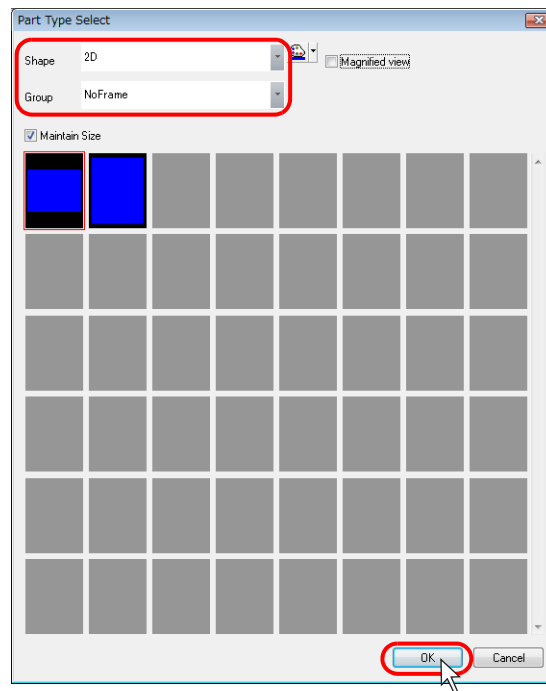 Part Type Select
Shape 2D
Magnified view
Group NoFrame
Maintain Size
OK Cancel